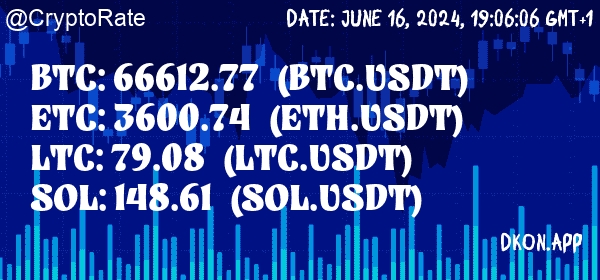 @CryptoRate
DATE: JUNE 16, 2024, 19:06:06 GMT+1
BTC: 66612.77 (BTC.USDT)
ETC: 3600.74 (ETH.USDT)
LTC: 79.08 (LTC.USDT)
SOL: 148.61 (SOL.USDT)
DKON.APP